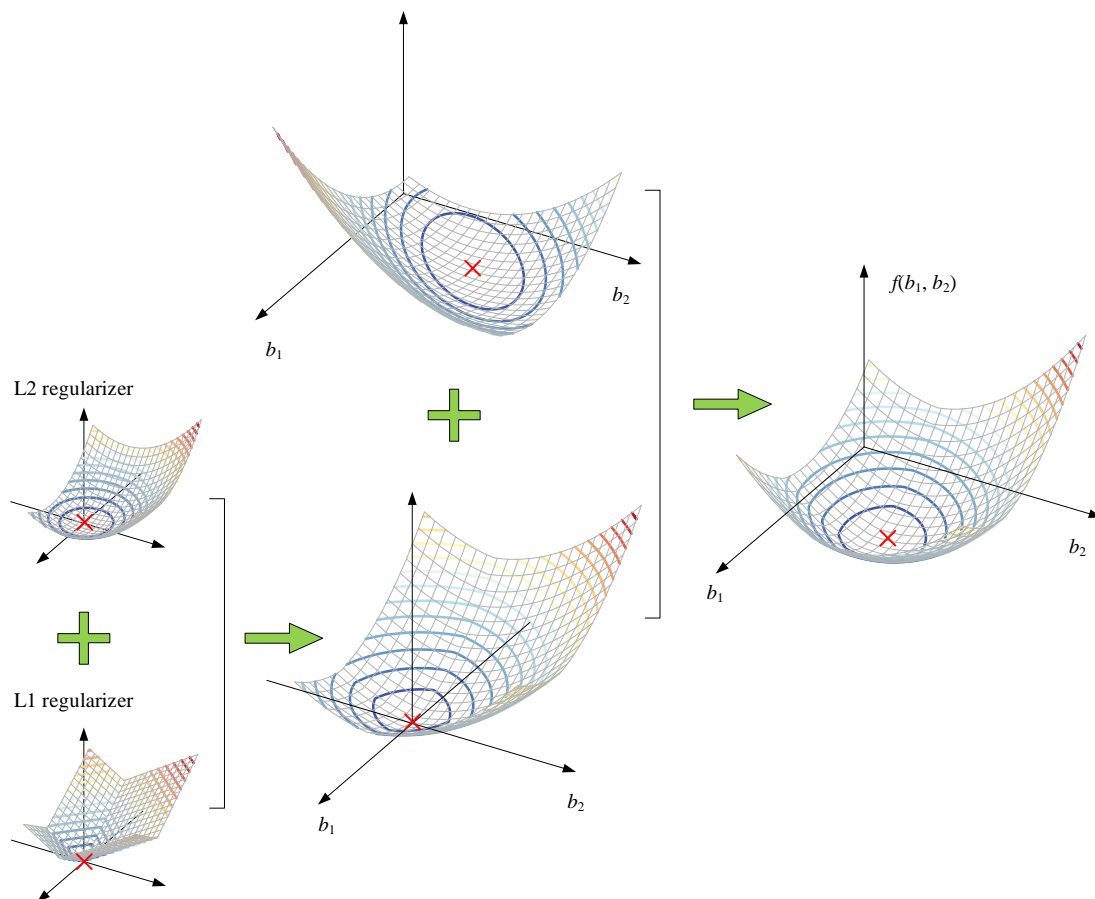 b₂
b₁
f(b₁, b₂)
L2 regularizer
b₂
b₁
L1 regularizer
b₂
b₁